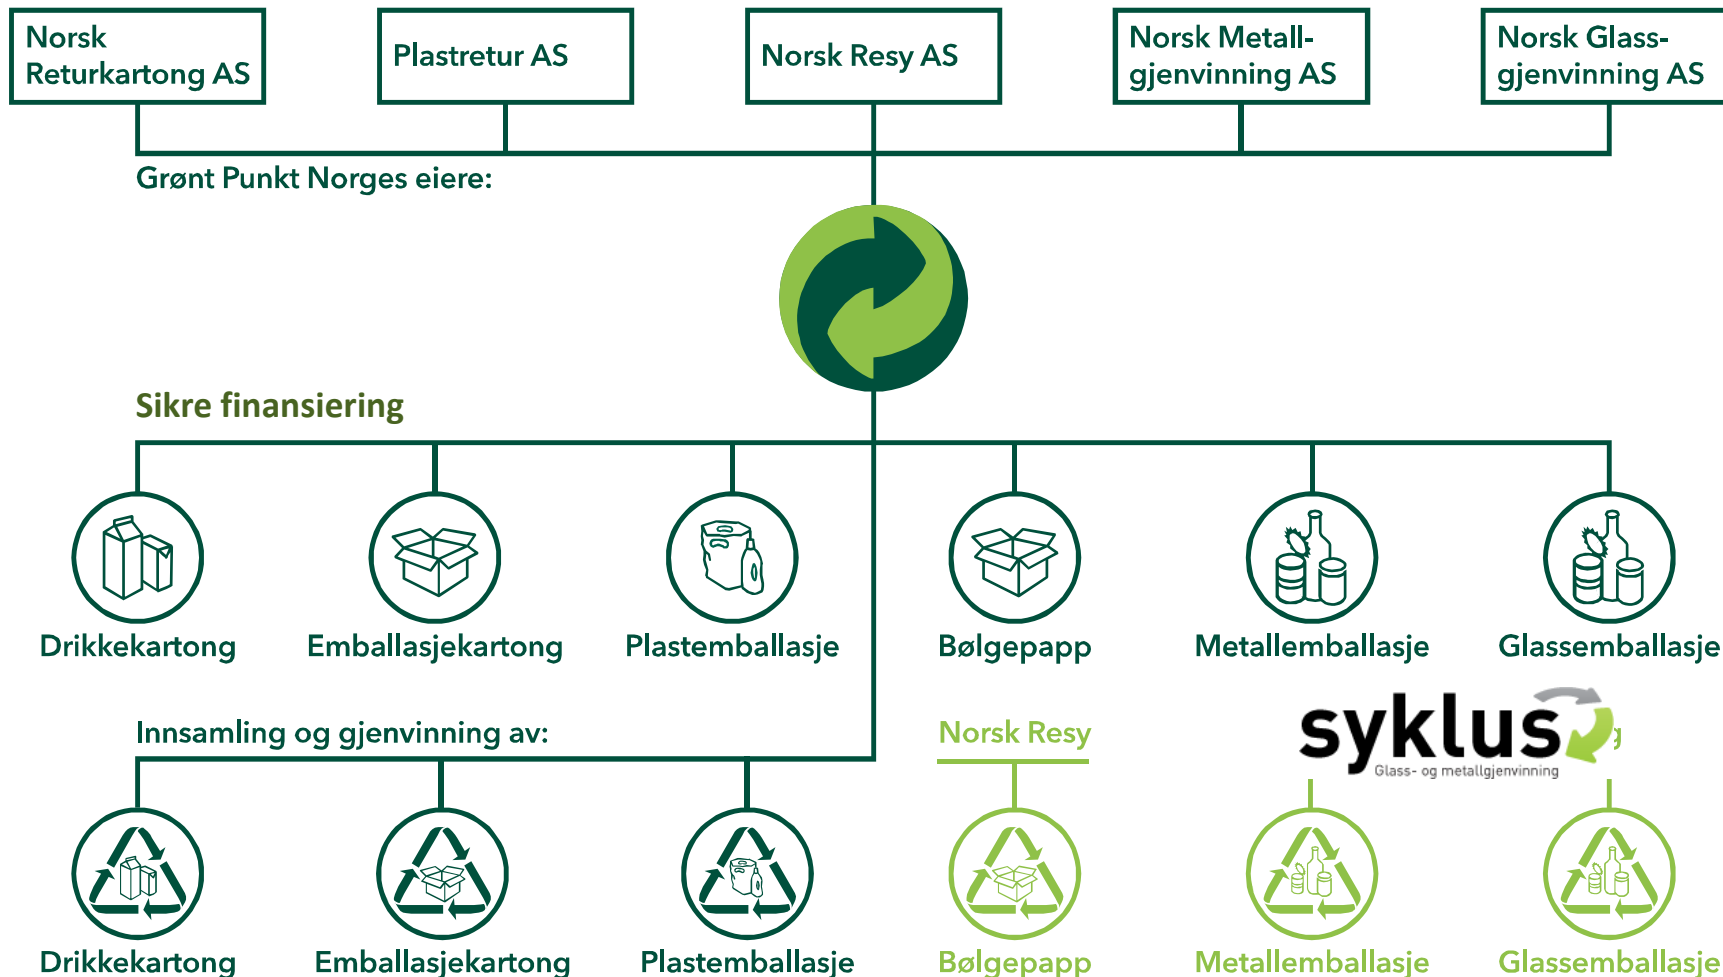 Norsk
Returkartong AS
Plastretur AS
Norsk Resy AS
Norsk Metall-
gjenvinning AS
Norsk Glass-
gjenvinning AS
Grønt Punkt Norges eiere:
Sikre finansiering
Drikkekartong
Emballasjekartong
Plastemballasje
Bølgepapp
Metallemballasje
Glassemballasje
Innsamling og gjenvinning av:
Norsk Resy
syklus
Glass- og metallgjenvinning
Drikkekartong
Emballasjekartong
Plastemballasje
Bølgepapp
Metallemballasje
Glassemballasje